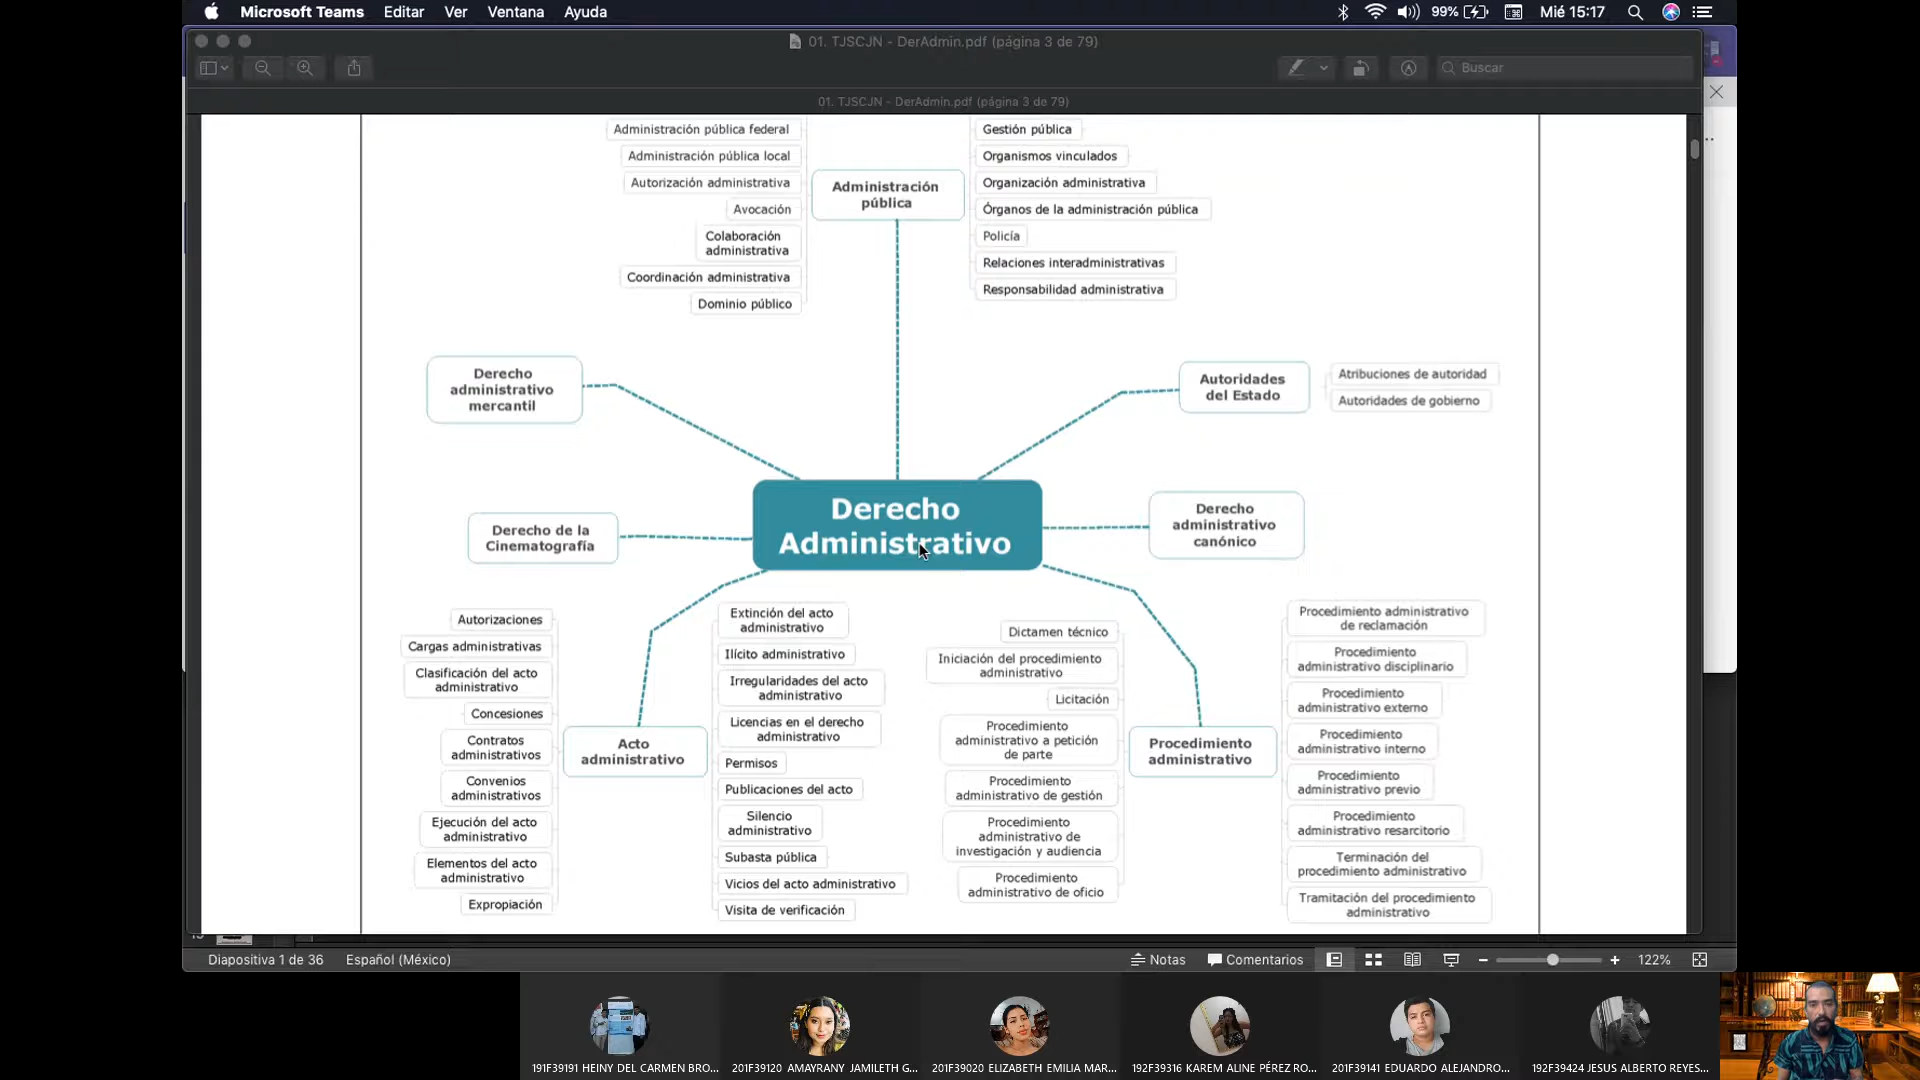 Microsoft Teams Editar Ver Ventana Ayuda 99% Mié 15:17
01. TJSCJN - DerAdmin.pdf (página 3 de 79)
Buscar
01. TJSCJN - DerAdmin.pdf (página 3 de 79)
Administración pública federal
Administración pública local
Autorización administrativa
Avocación
Colaboración
administrativa
Coordinación administrativa
Dominio público
Administración
pública
Gestión pública
Organismos vinculados
Organización administrativa
Órganos de la administración pública
Policía
Relaciones interadministrativas
Responsabilidad administrativa
Derecho
administrativo
mercantil
Autoridades
del Estado
Atribuciones de autoridad
Autoridades de gobierno
Derecho de la
Cinematografía
Derecho
Administrativo
Derecho
administrativo
canónico
Autorizaciones
Cargas administrativas
Clasificación del acto
administrativo
Concesiones
Contratos
administrativos
Convenios
administrativos
Ejecución del acto
administrativo
Elementos del acto
administrativo
Expropiación
Acto
administrativo
Extinción del acto
administrativo
Ilícito administrativo
Irregularidades del acto
administrativo
Licencias en el derecho
administrativo
Permisos
Publicaciones del acto
Silencio
administrativo
Subasta pública
Vicios del acto administrativo
Visita de verificación
Dictamen técnico
Iniciación del procedimiento
administrativo
Licitación
Procedimiento
administrativo a petición
de parte
Procedimiento
administrativo de gestión
Procedimiento
administrativo de
investigación y audiencia
Procedimiento
administrativo de oficio
Procedimiento
administrativo
Procedimiento administrativo
de reclamación
Procedimiento
administrativo disciplinario
Procedimiento
administrativo externo
Procedimiento
administrativo interno
Procedimiento
administrativo previo
Procedimiento
administrativo resarcitorio
Terminación del
procedimiento administrativo
Tramitación del procedimiento
administrativo
Diapositiva 1 de 36 Español (México) Notas Comentarios 122%
191F39191 HEINY DEL CARMEN BRO...
201F39120 AMAYRANY JAMILETH G...
201F39020 ELIZABETH EMILIA MAR...
192F39316 KAREM ALINE PÉREZ RO...
201F39141 EDUARDO ALEJANDRO...
192F39424 JESUS ALBERTO REYES...